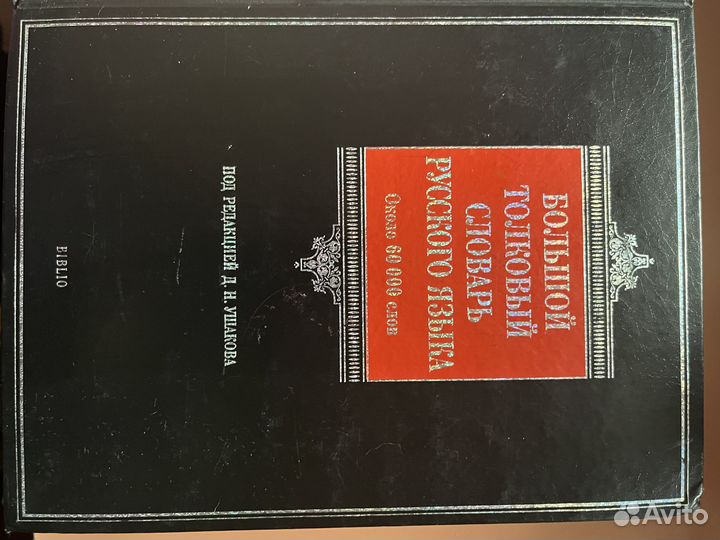 БОЛЬШОЙ
ТОЛКОВЫЙ
СЛОВАРЬ
РУССКОГО ЯЗЫКА
Около 60 000 слов
ПОД РЕДАКЦИЕЙ Д. Н. УШАКОВА
BIBLIO
Avito